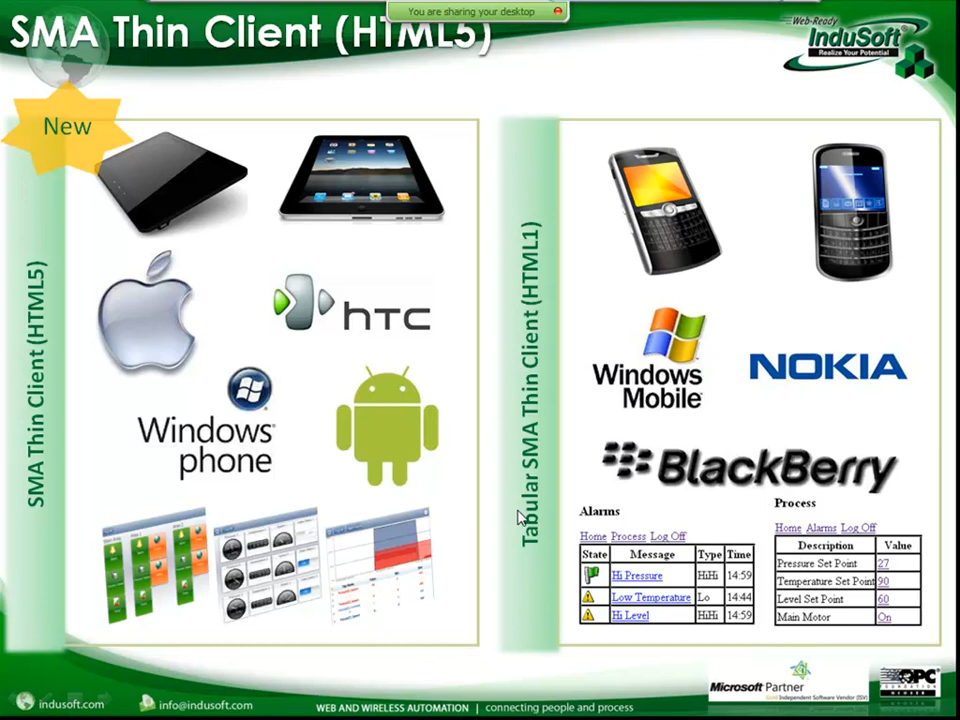 You are sharing your desktop
SMA Thin Client (HTML5)
Web-Ready
InduSoft
Realize Your Potential
New
SMA Thin Client (HTML5)
hTC
Windows
phone
Tabular SMA Thin Client (HTML1)
Windows
Mobile
NOKIA
BlackBerry
Alarms
Home Process Log Off
State Message Type Time
Hi Pressure HiHi 14:59
Low Temperature Lo 14:44
Hi Level HiHi 14:59
Process
Home Alarms Log Off
Description Value
Pressure Set Point 27
Temperature Set Point 90
Level Set Point 60
Main Motor On
indusoft.com
info@indusoft.com
WEB AND WIRELESS AUTOMATION | connecting people and process
Microsoft Partner
Independent Software Vendor (ISV)
OPC
FOUNDATION
MEMBER